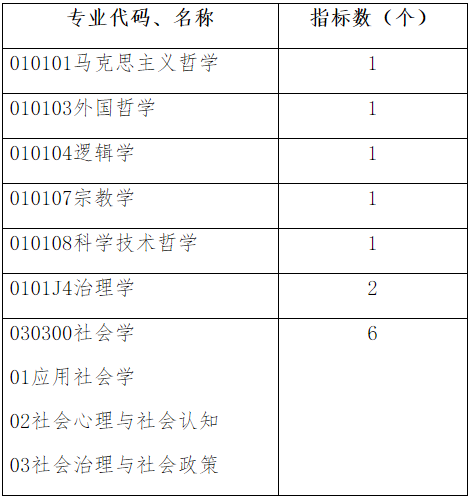 专业代码、名称 指标数（个）
010101马克思主义哲学 1
010103外国哲学 1
010104逻辑学 1
010107宗教学 1
010108科学技术哲学 1
0101J4治理学 2
030300社会学 6
01应用社会学
02社会心理与社会认知
03社会治理与社会政策